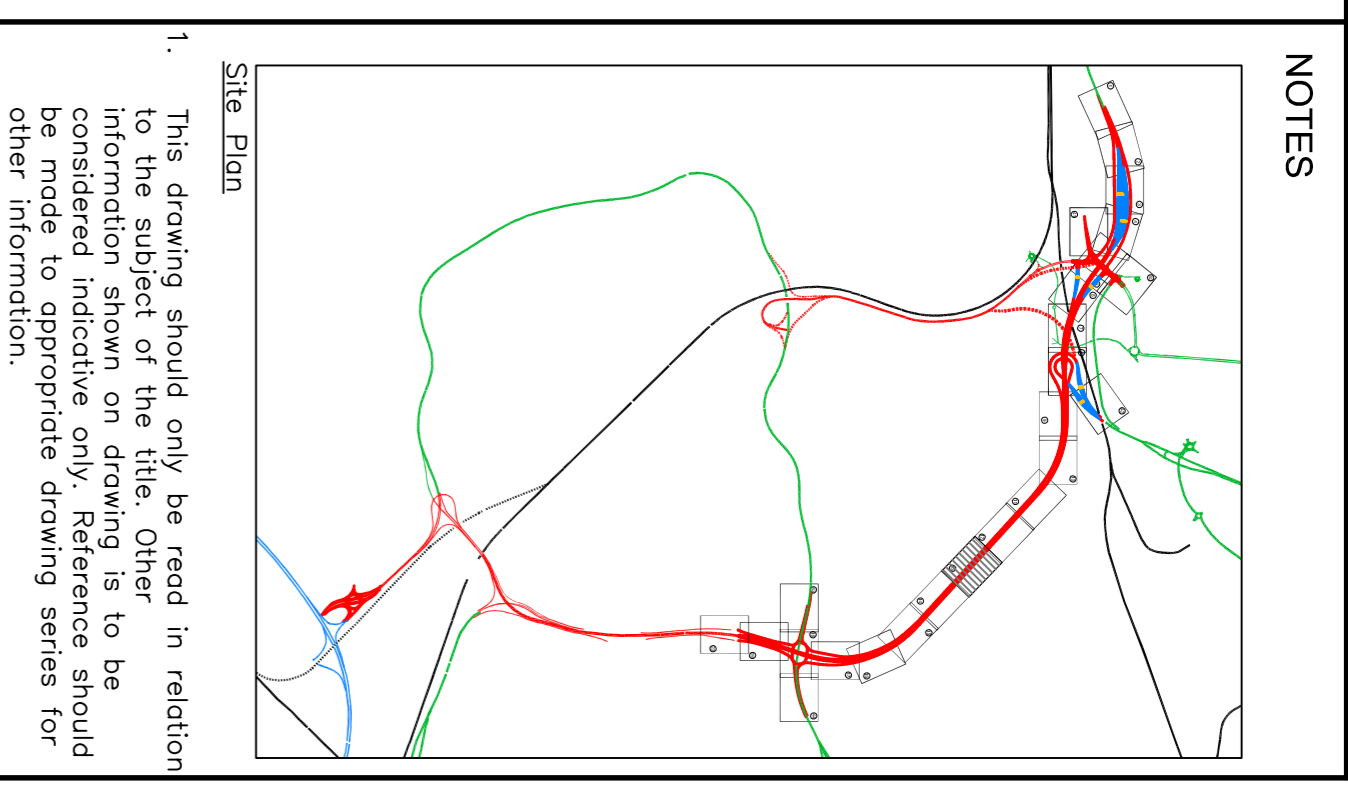 NOTES
Site Plan
1. This drawing should only be read in relation
to the subject of the title. Other
information shown on drawing is to be
considered indicative only. Reference should
be made to appropriate drawing series for
other information.